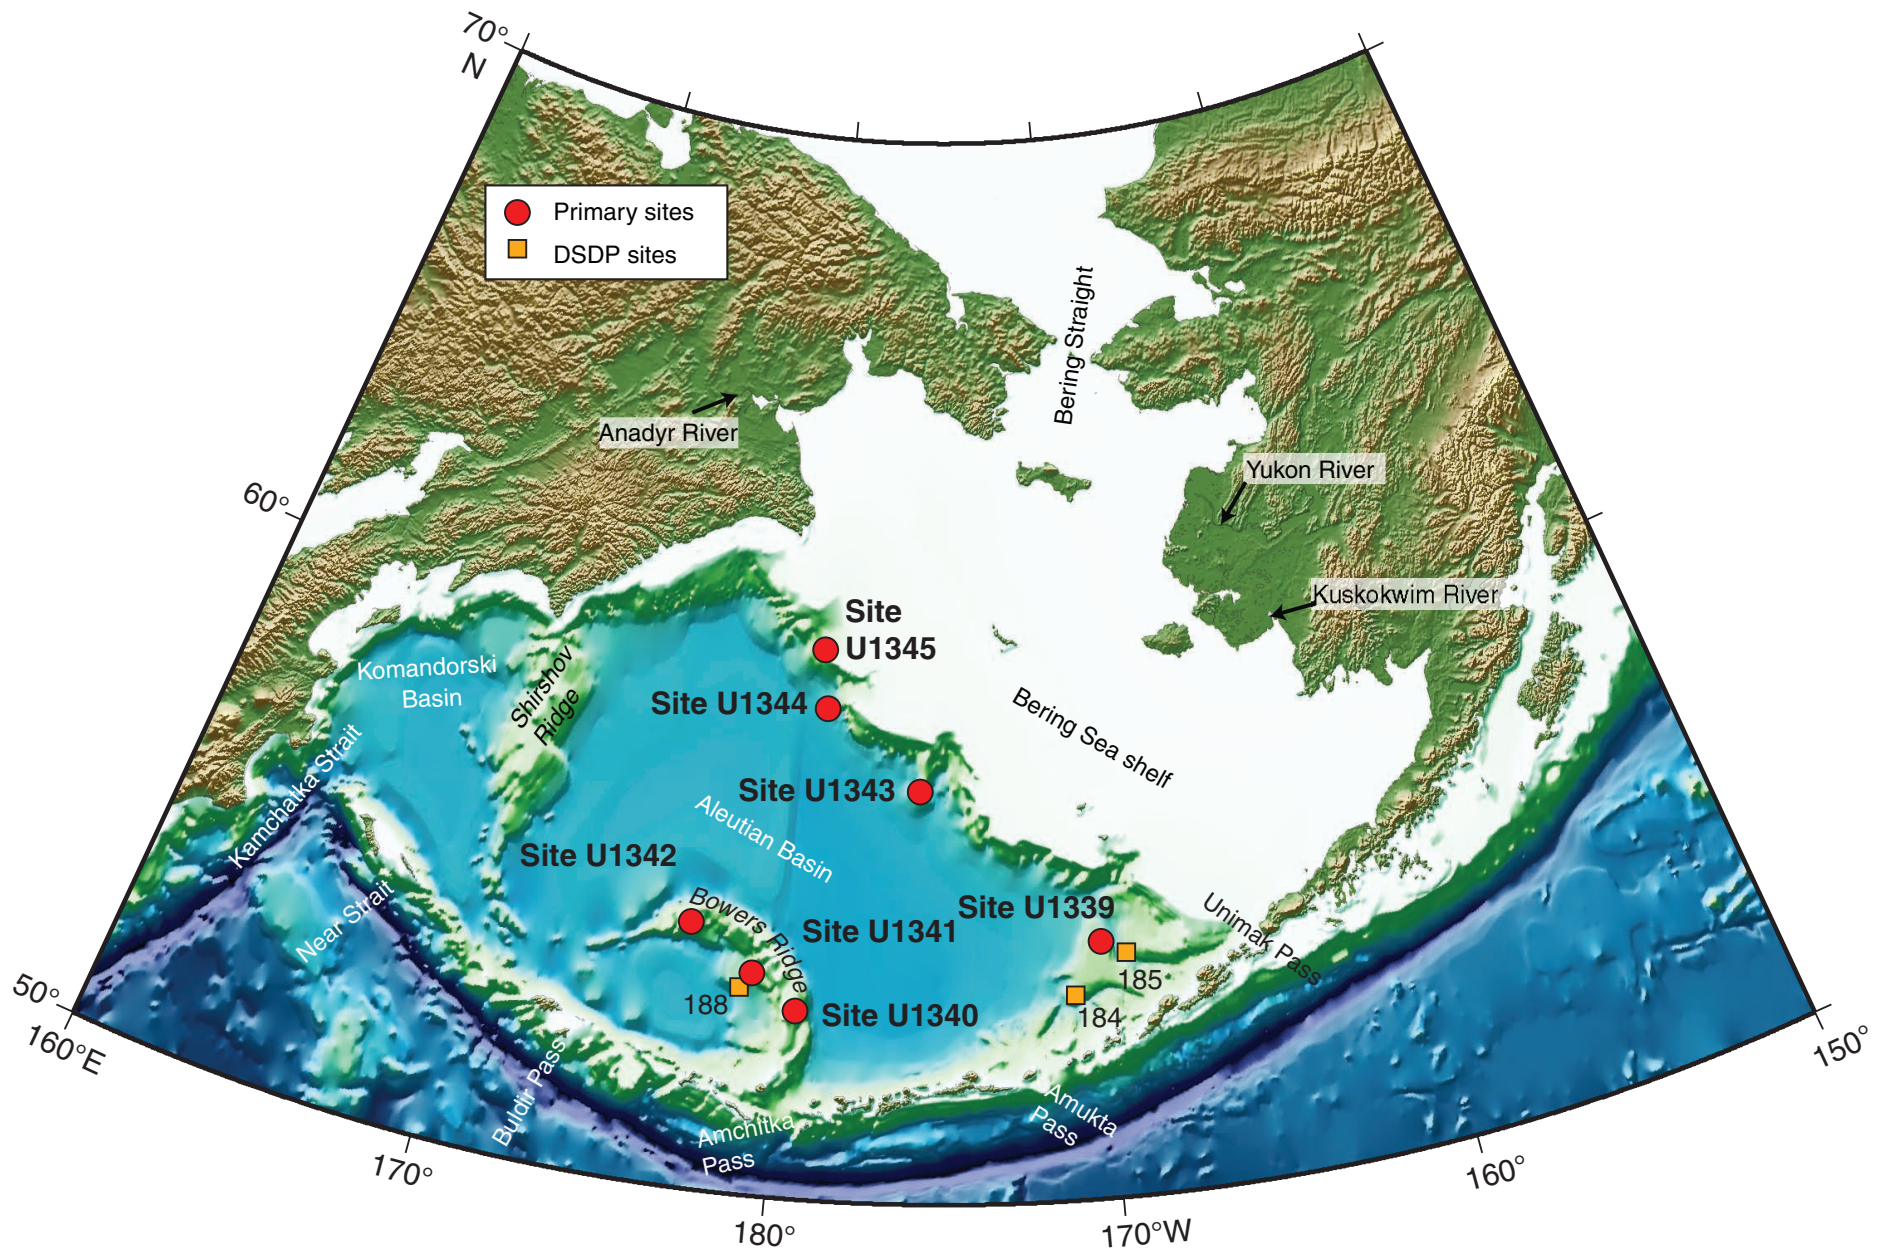 70°
N
Primary sites
DSDP sites
Bering Straight
Anadyr River
Yukon River
60°
Kuskokwim River
Site
U1345
Komandorski
Basin
Shirshov
Ridge
Site U1344
Bering Sea shelf
Kamchatka Strait
Site U1343
Aleutian Basin
Site U1342
Near Strait
Bowers Ridge
Site U1341
Site U1339
Unimak Pass
185
188
184
Site U1340
50°
160°E
150°
Buldir Pass
Amchitka
Pass
Amukta
Pass
170°
160°
180°
170°W